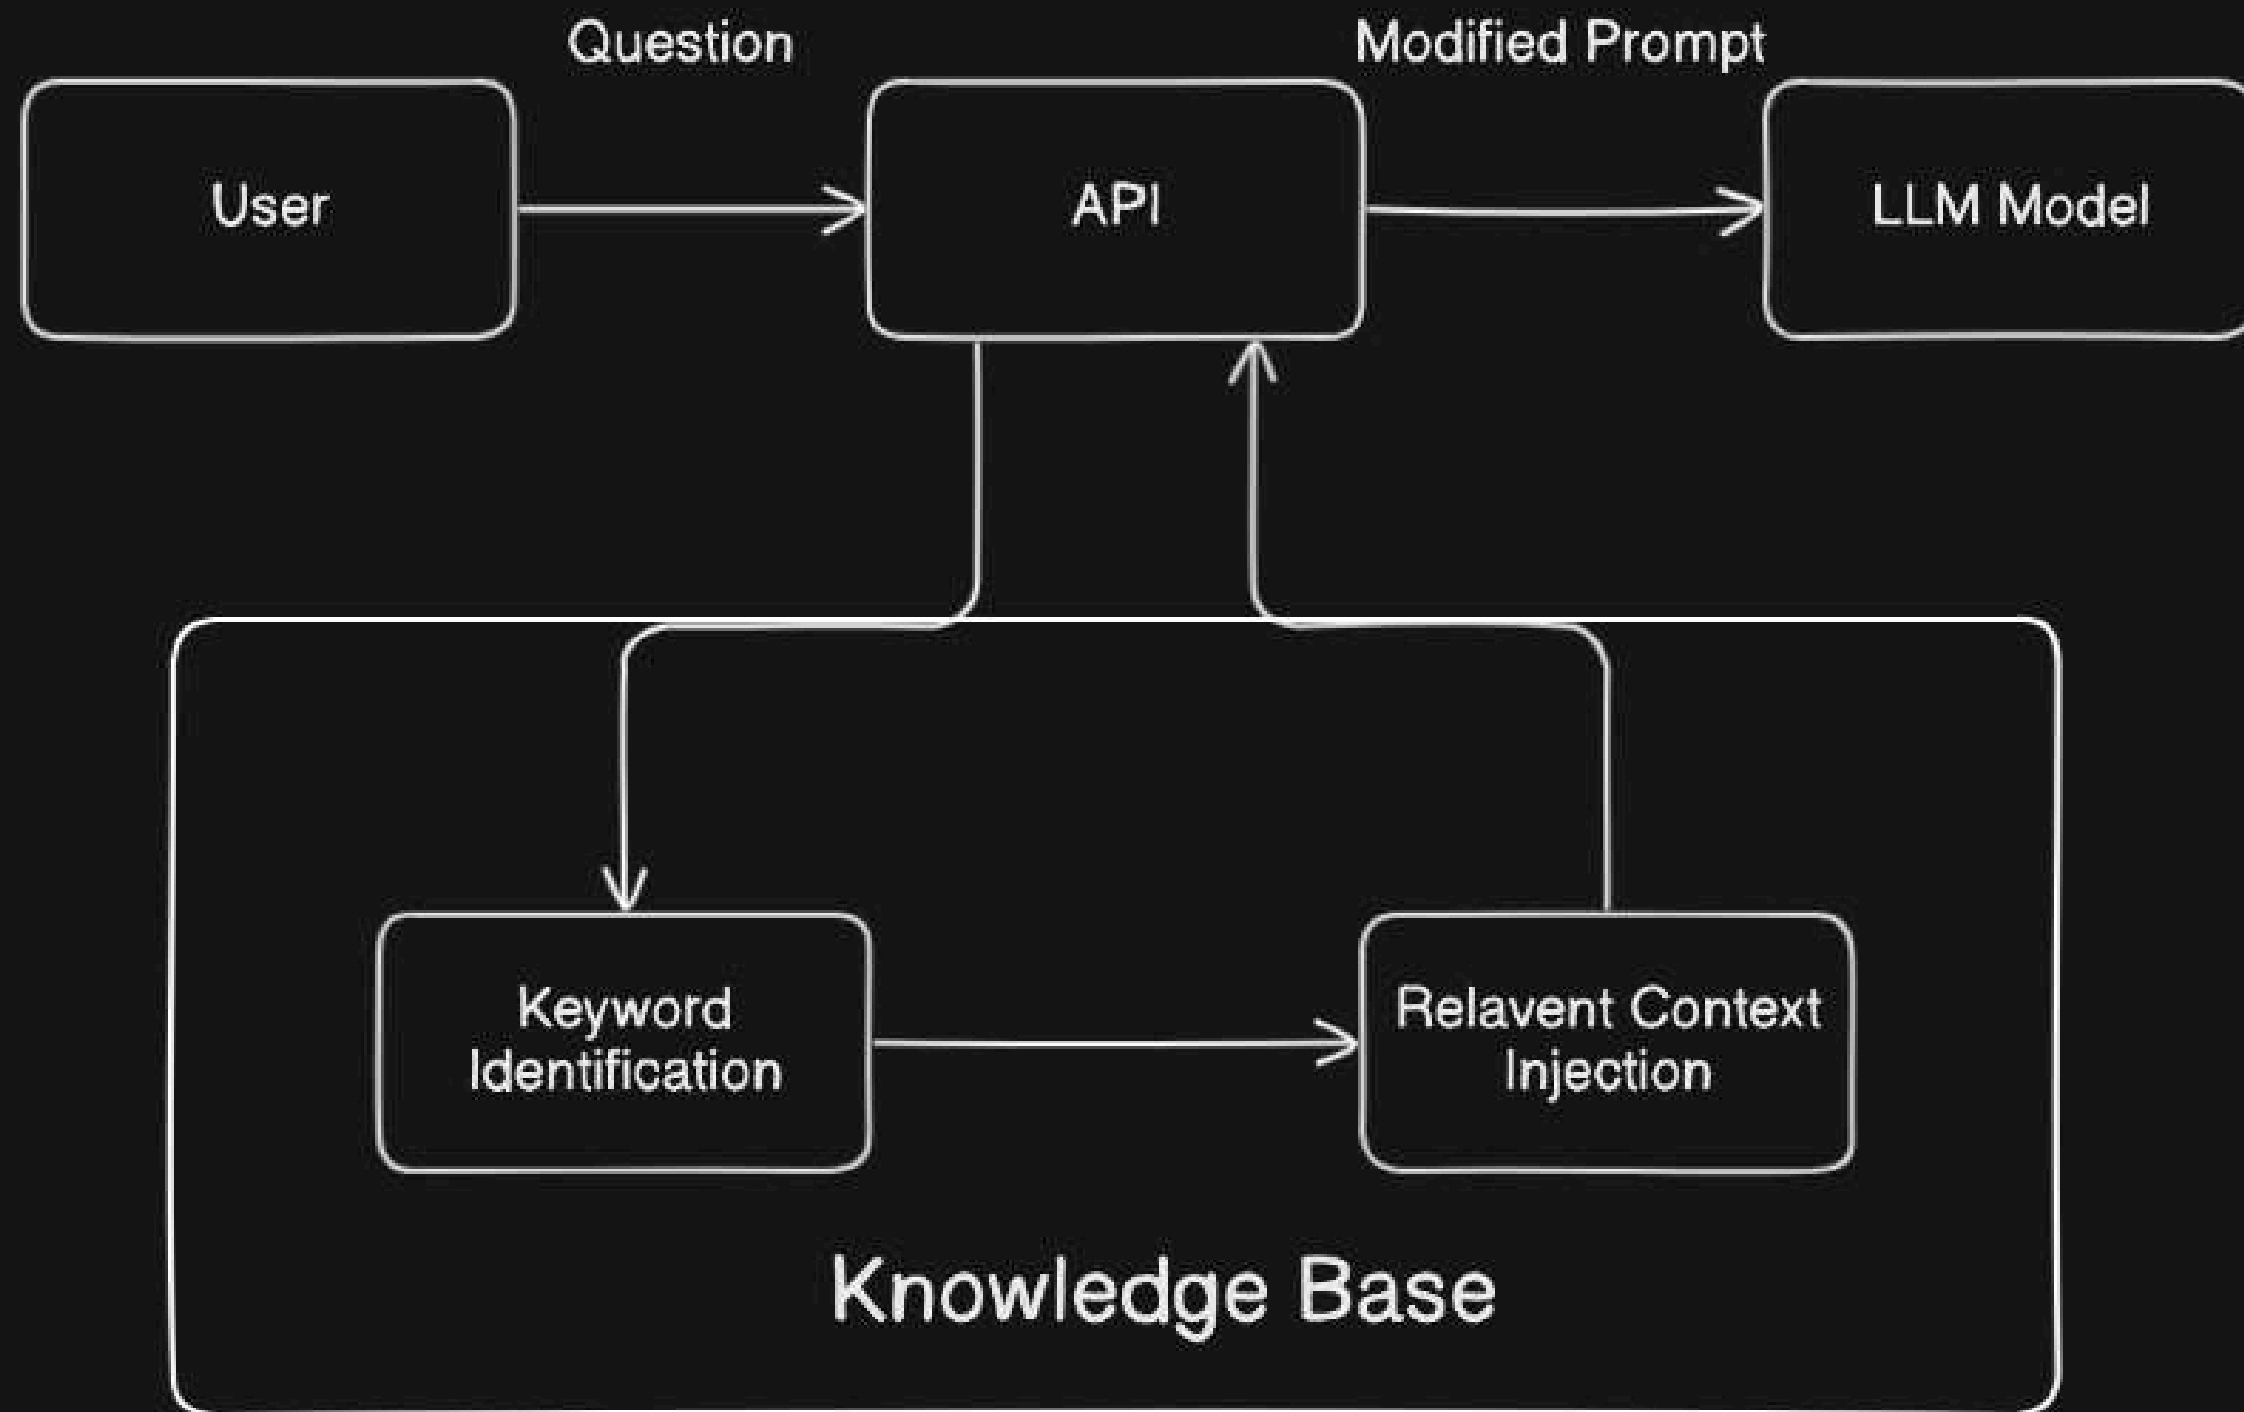 Question
Modified Prompt
User
API
LLM Model
Keyword
Identification
Relavent Context
Injection
Knowledge Base